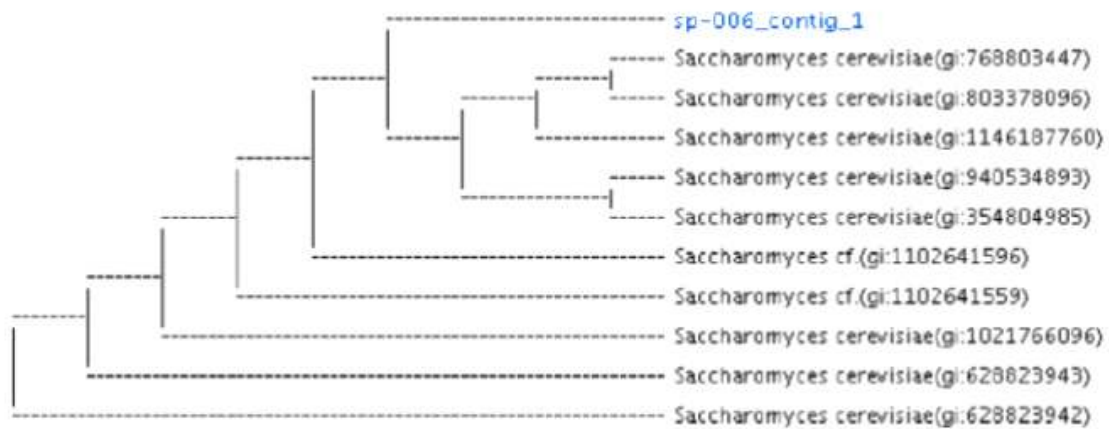 sp-006_contig_1
Saccharomyces cerevisiae(gi:768803447)
Saccharomyces cerevisiae(gi:803378096)
Saccharomyces cerevisiae(gi:1146187760)
Saccharomyces cerevisiae(gi:940534893)
Saccharomyces cerevisiae(gi:354804985)
Saccharomyces cf.(gi:1102641596)
Saccharomyces cf.(gi:1102641559)
Saccharomyces cerevisiae(gi:1021766096)
Saccharomyces cerevisiae(gi:628823943)
Saccharomyces cerevisiae(gi:628823942)